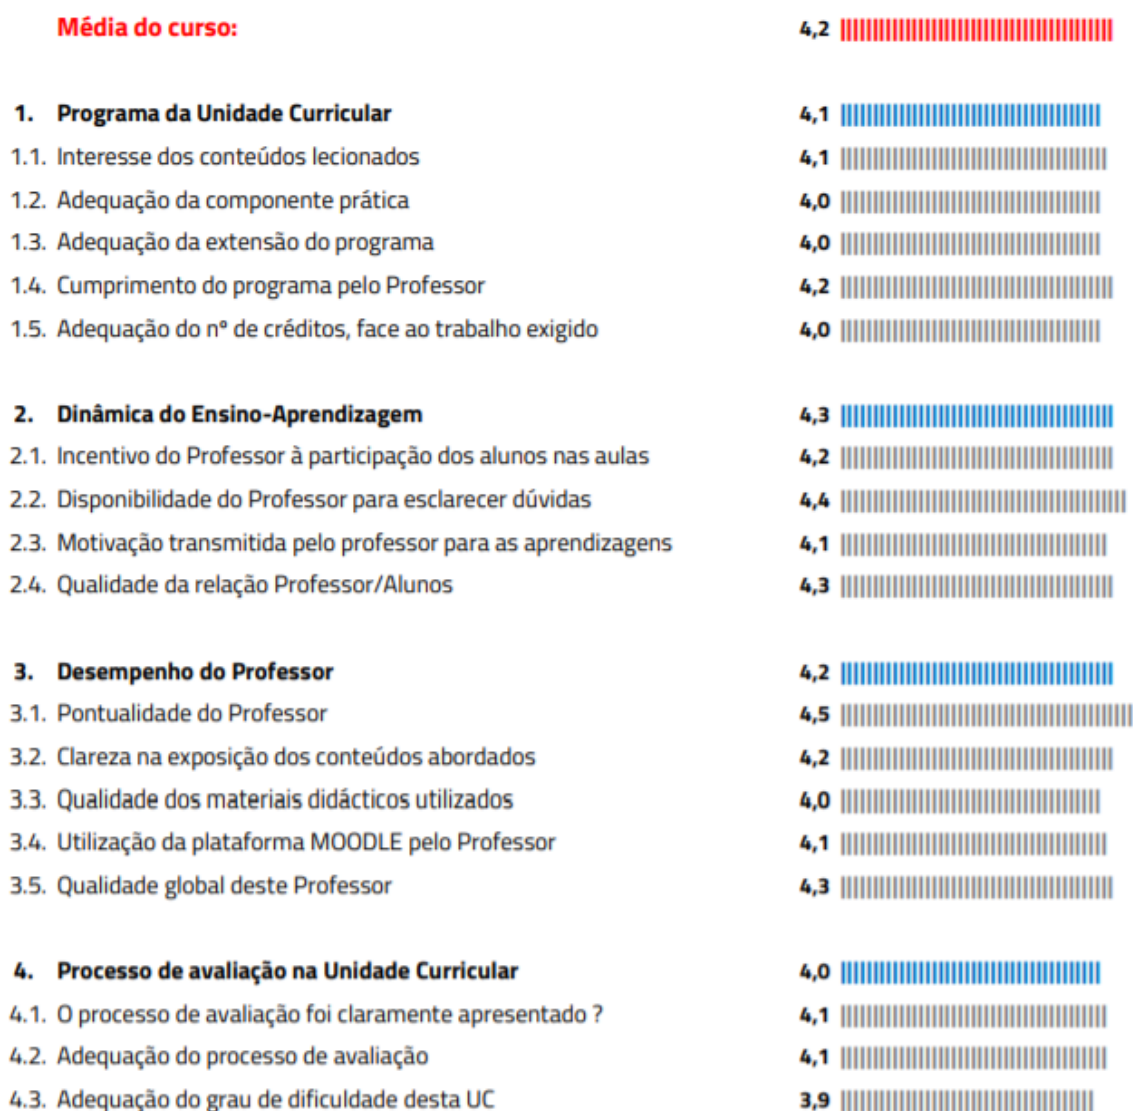 Média do curso: 4,2
1. Programa da Unidade Curricular 4,1
1.1. Interesse dos conteúdos lecionados 4,1
1.2. Adequação da componente prática 4,0
1.3. Adequação da extensão do programa 4,0
1.4. Cumprimento do programa pelo Professor 4,2
1.5. Adequação do nº de créditos, face ao trabalho exigido 4,0
2. Dinâmica do Ensino-Aprendizagem 4,3
2.1. Incentivo do Professor à participação dos alunos nas aulas 4,2
2.2. Disponibilidade do Professor para esclarecer dúvidas 4,4
2.3. Motivação transmitida pelo professor para as aprendizagens 4,1
2.4. Qualidade da relação Professor/Alunos 4,3
3. Desempenho do Professor 4,2
3.1. Pontualidade do Professor 4,5
3.2. Clareza na exposição dos conteúdos abordados 4,2
3.3. Qualidade dos materiais didácticos utilizados 4,0
3.4. Utilização da plataforma MOODLE pelo Professor 4,1
3.5. Qualidade global deste Professor 4,3
4. Processo de avaliação na Unidade Curricular 4,0
4.1. O processo de avaliação foi claramente apresentado ? 4,1
4.2. Adequação do processo de avaliação 4,1
4.3. Adequação do grau de dificuldade desta UC 3,9